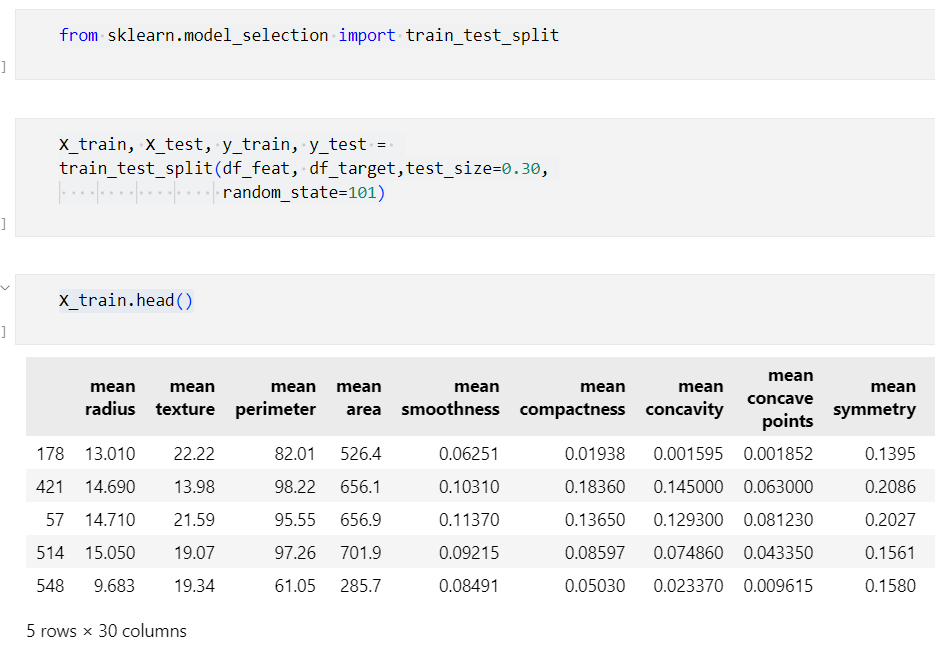 from sklearn.model_selection import train_test_split
]
X_train, X_test, y_train, y_test =
train_test_split(df_feat, df_target,test_size=0.30,
random_state=101)
]
X_train.head()
]
mean radius mean texture mean perimeter mean area mean smoothness mean compactness mean concavity mean concave points mean symmetry
178 13.010 22.22 82.01 526.4 0.06251 0.01938 0.001595 0.001852 0.1395
421 14.690 13.98 98.22 656.1 0.10310 0.18360 0.145000 0.063000 0.2086
57 14.710 21.59 95.55 656.9 0.11370 0.13650 0.129300 0.081230 0.2027
514 15.050 19.07 97.26 701.9 0.09215 0.08597 0.074860 0.043350 0.1561
548 9.683 19.34 61.05 285.7 0.08491 0.05030 0.023370 0.009615 0.1580
5 rows × 30 columns